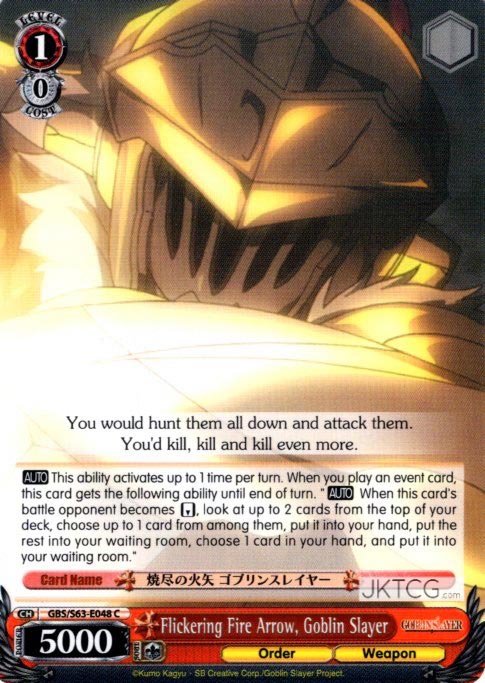 LEVEL
1
0
COST
You would hunt them all down and attack them.
You'd kill, kill and kill even more.
AUTO This ability activates up to 1 time per turn. When you play an event card,
this card gets the following ability until end of turn. " AUTO When this card's
battle opponent becomes , look at up to 2 cards from the top of your
deck, choose up to 1 card from among them, put it into your hand, put the
rest into your waiting room, choose 1 card in your hand, and put it into
your waiting room."
Card Name 焼尽の火矢 ゴブリンスレイヤー
JKTCG.com
CH GBS/S63-E048 C
POWER 5000 SOUL Flickering Fire Arrow, Goblin Slayer GOBLIN SLAYER
Order Weapon
©Kumo Kagyu - SB Creative Corp./Goblin Slayer Project.